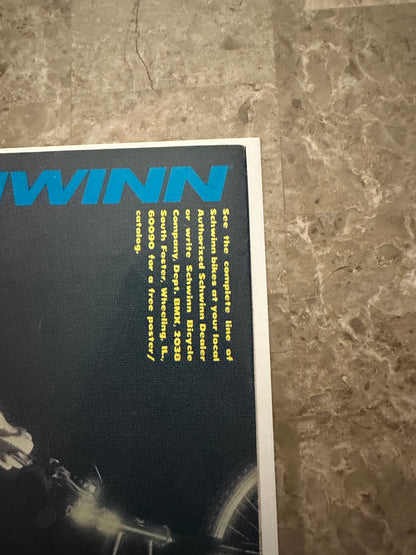 WINN
See the complete line of
Schwinn bikes at your local
Authorized Schwinn Dealer
or write Schwinn Bicycle
Company, Dept. BMX, 2038
South Foster, Wheeling, IL.,
60090 for a free poster/
catalog.